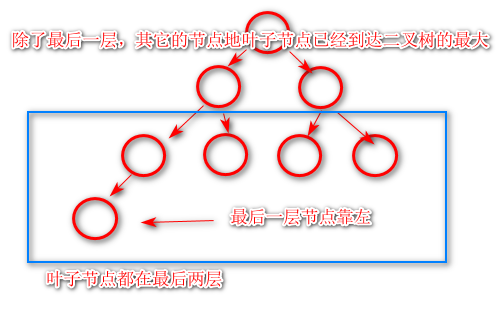 除了最后一层，其它的节点地叶子节点已经到达二叉树的最大
最后一层节点靠左
叶子节点都在最后两层